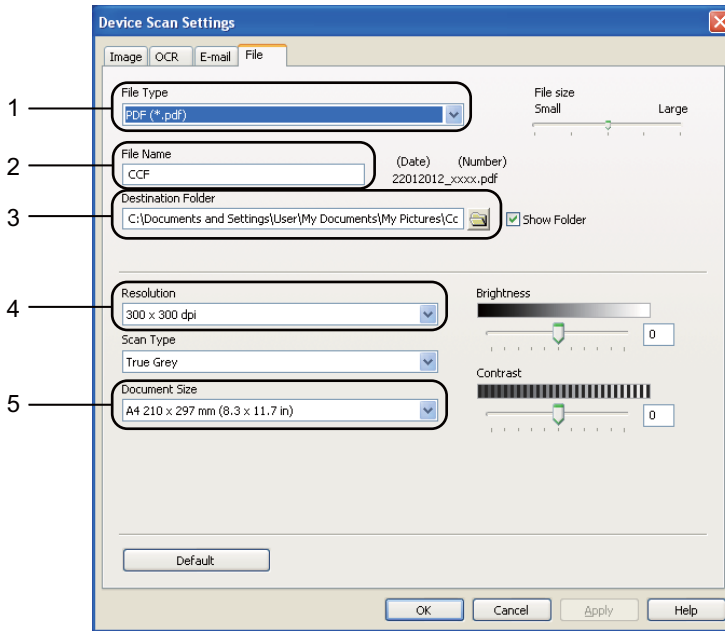 Device Scan Settings
Image OCR E-mail File
1
File Type
PDF (*.pdf)
File size
Small Large
2
File Name
CCF
(Date) (Number)
22012012_xxxx.pdf
3
Destination Folder
C:\Documents and Settings\User\My Documents\My Pictures\Cc
Show Folder
4
Resolution
300 x 300 dpi
Brightness
0
Scan Type
True Grey
Contrast
5
Document Size
A4 210 x 297 mm (8.3 x 11.7 in)
0
Default
OK Cancel Apply Help